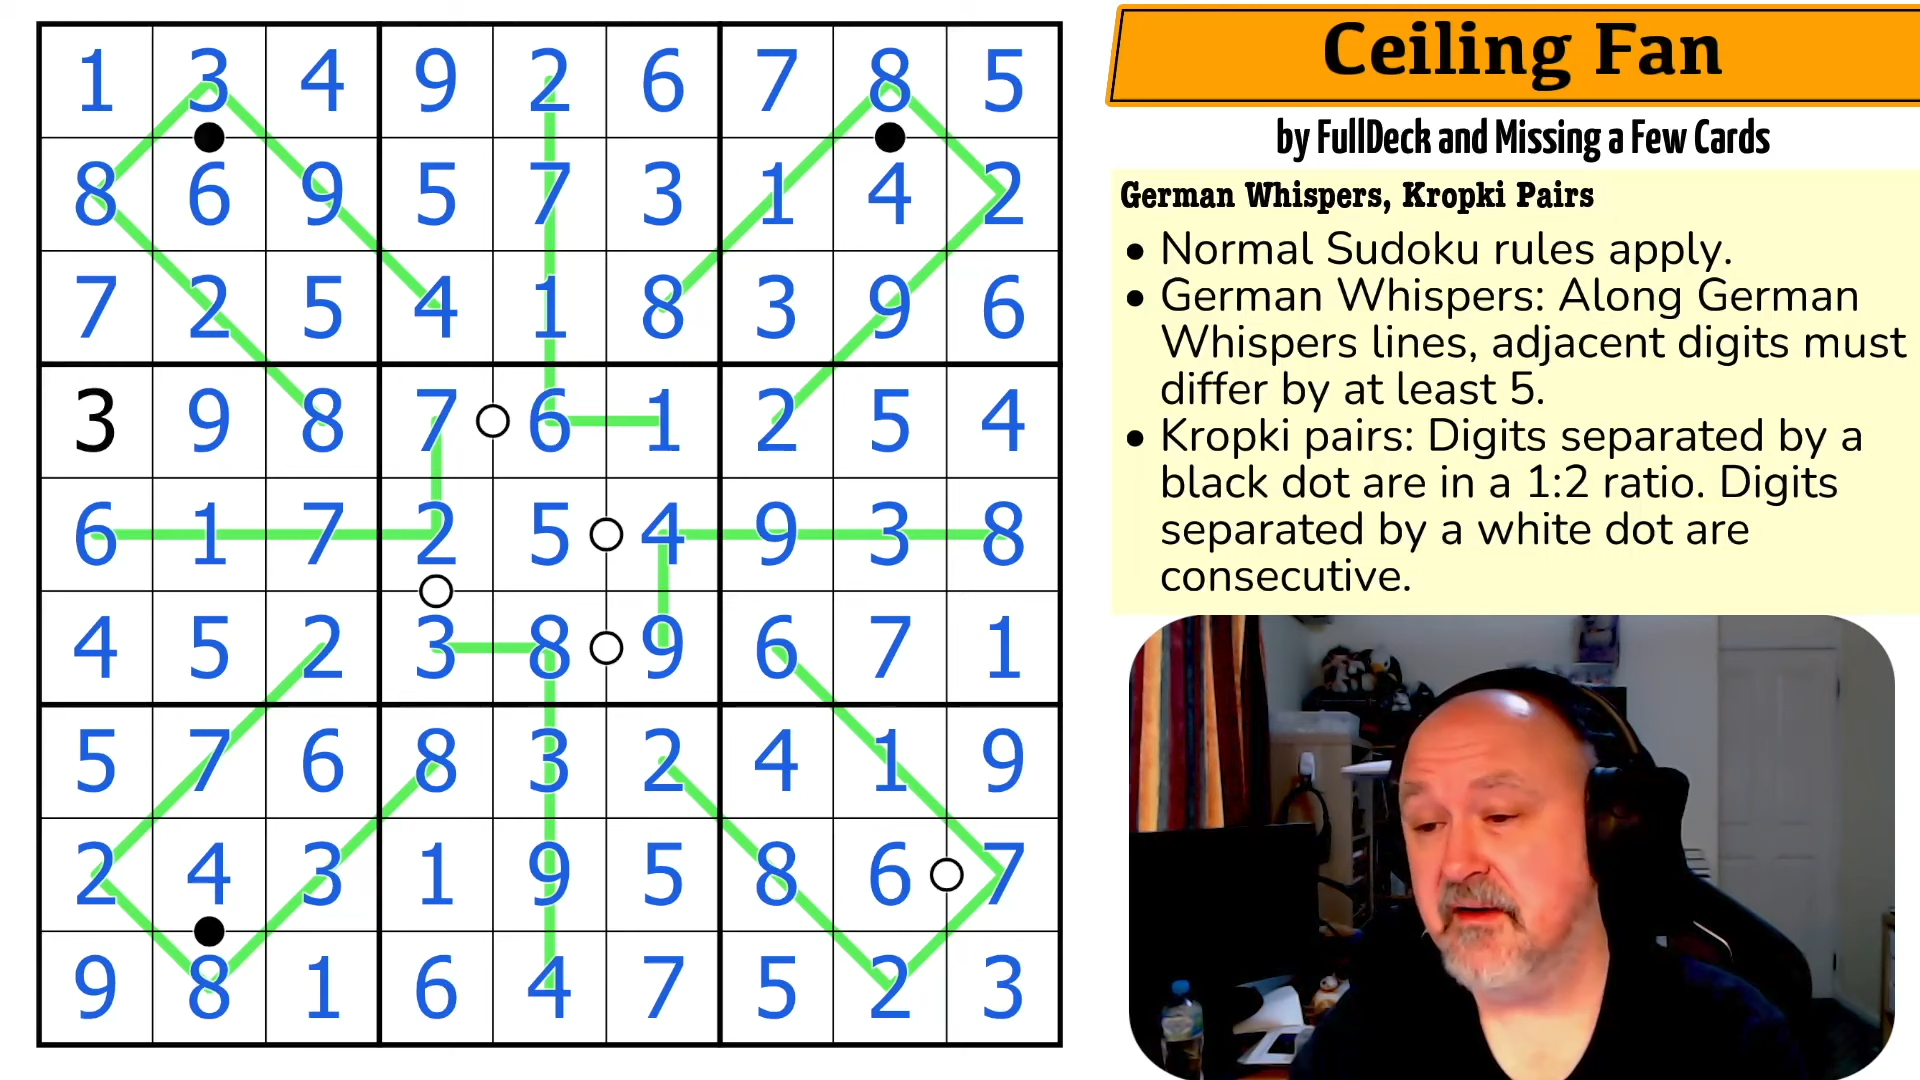 1 3 4 9 2 6 7 8 5
8 6 9 5 7 3 1 4 2
7 2 5 4 1 8 3 9 6
3 9 8 7 6 1 2 5 4
6 1 7 2 5 4 9 3 8
4 5 2 3 8 9 6 7 1
5 7 6 8 3 2 4 1 9
2 4 3 1 9 5 8 6 7
9 8 1 6 4 7 5 2 3
Ceiling Fan
by FullDeck and Missing a Few Cards
German Whispers, Kropki Pairs
• Normal Sudoku rules apply.
• German Whispers: Along German
Whispers lines, adjacent digits must
differ by at least 5.
• Kropki pairs: Digits separated by a
black dot are in a 1:2 ratio. Digits
separated by a white dot are
consecutive.